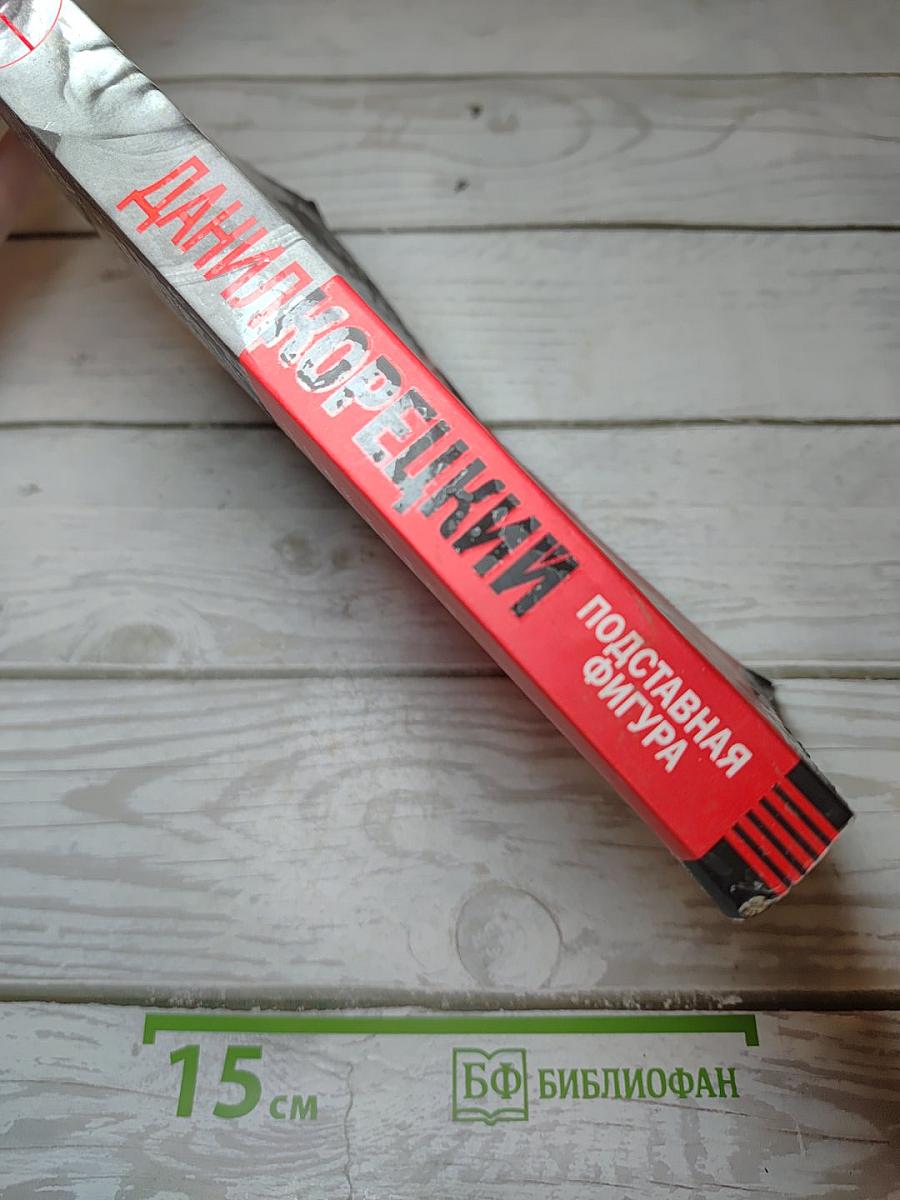 ДАНИЛ КОРЕЦКИЙ
ПОДСТАВНАЯ
ФИГУРА
15 см
БФ БИБЛИОФАН